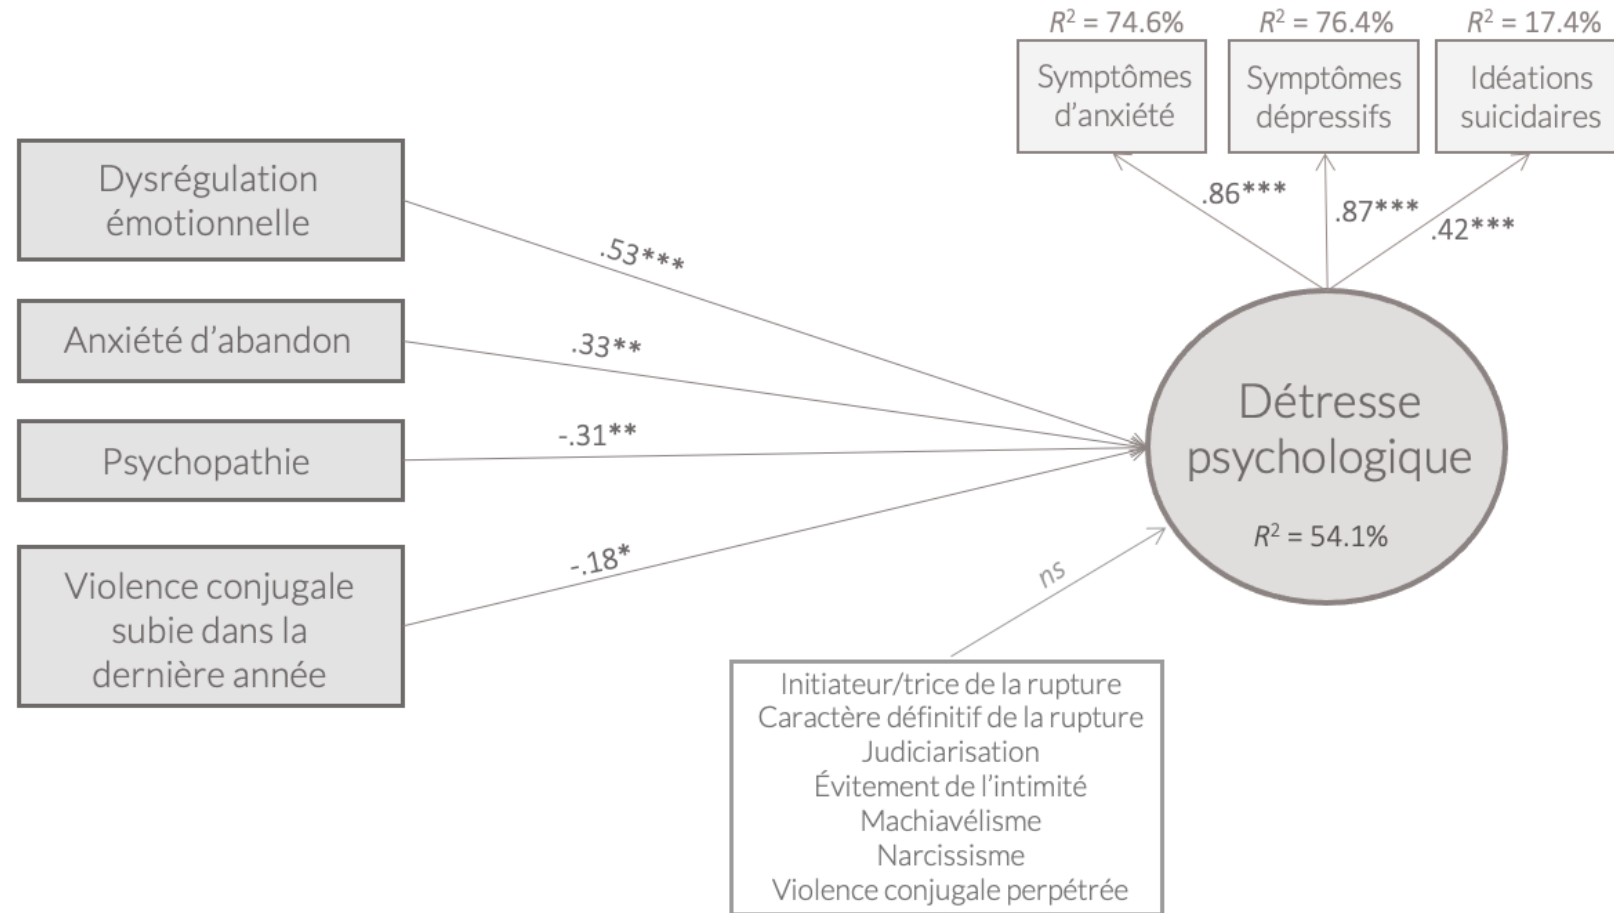 R² = 74.6%
R² = 76.4%
R² = 17.4%
Symptômes
d’anxiété
Symptômes
dépressifs
Idéations
suicidaires
.86***
.87***
.42***
Dysrégulation
émotionnelle
.53***
Anxiété d’abandon
.33**
Psychopathie
-.31**
Violence conjugale
subie dans la
dernière année
-.18*
Détresse
psychologique
R² = 54.1%
ns
Initiateur/trice de la rupture
Caractère définitif de la rupture
Judiciarisation
Évitement de l’intimité
Machiavélisme
Narcissisme
Violence conjugale perpétrée